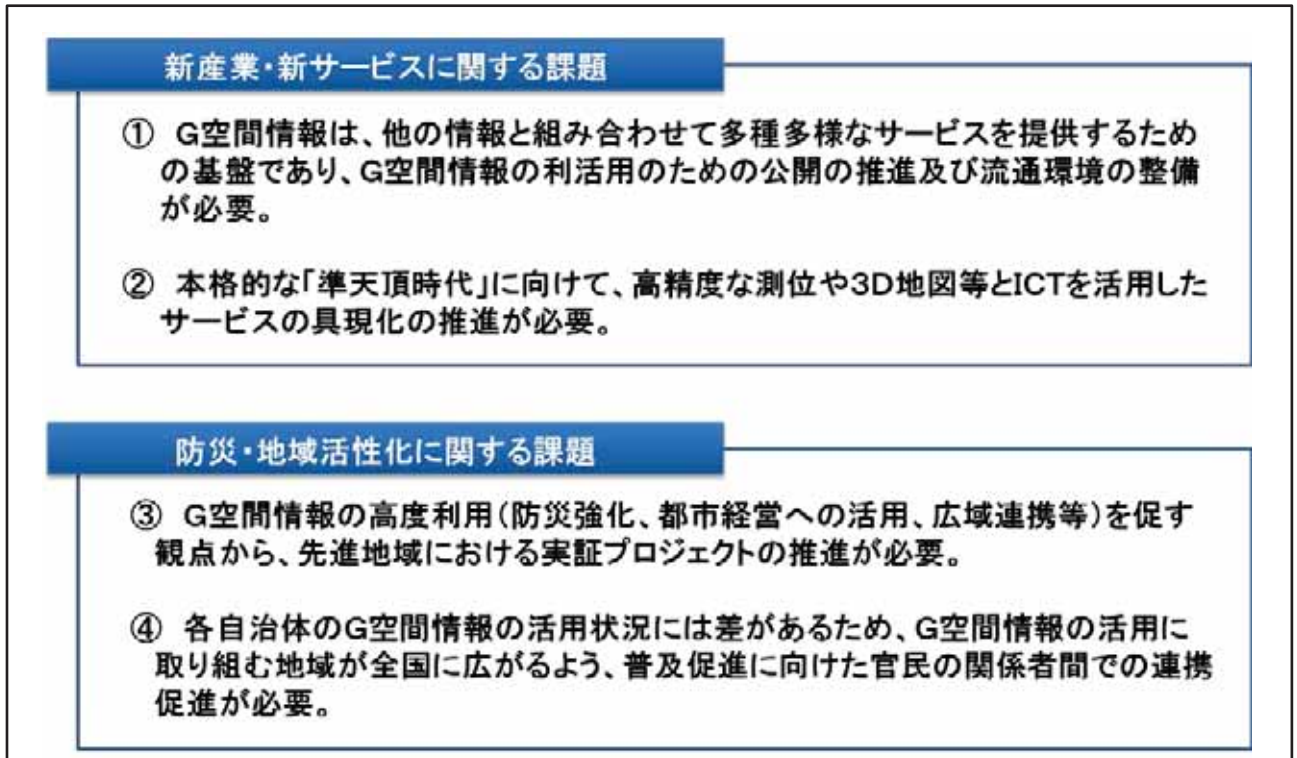 新産業・新サービスに関する課題
① G空間情報は、他の情報と組み合わせて多種多様なサービスを提供するため
の基盤であり、G空間情報の利活用のための公開の推進及び流通環境の整備
が必要。
② 本格的な「準天頂時代」に向けて、高精度な測位や3D地図等とICTを活用した
サービスの具現化の推進が必要。
防災・地域活性化に関する課題
③ G空間情報の高度利用(防災強化、都市経営への活用、広域連携等)を促す
観点から、先進地域における実証プロジェクトの推進が必要。
④ 各自治体のG空間情報の活用状況には差があるため、G空間情報の活用に
取り組む地域が全国に広がるよう、普及促進に向けた官民の関係者間での連携
促進が必要。